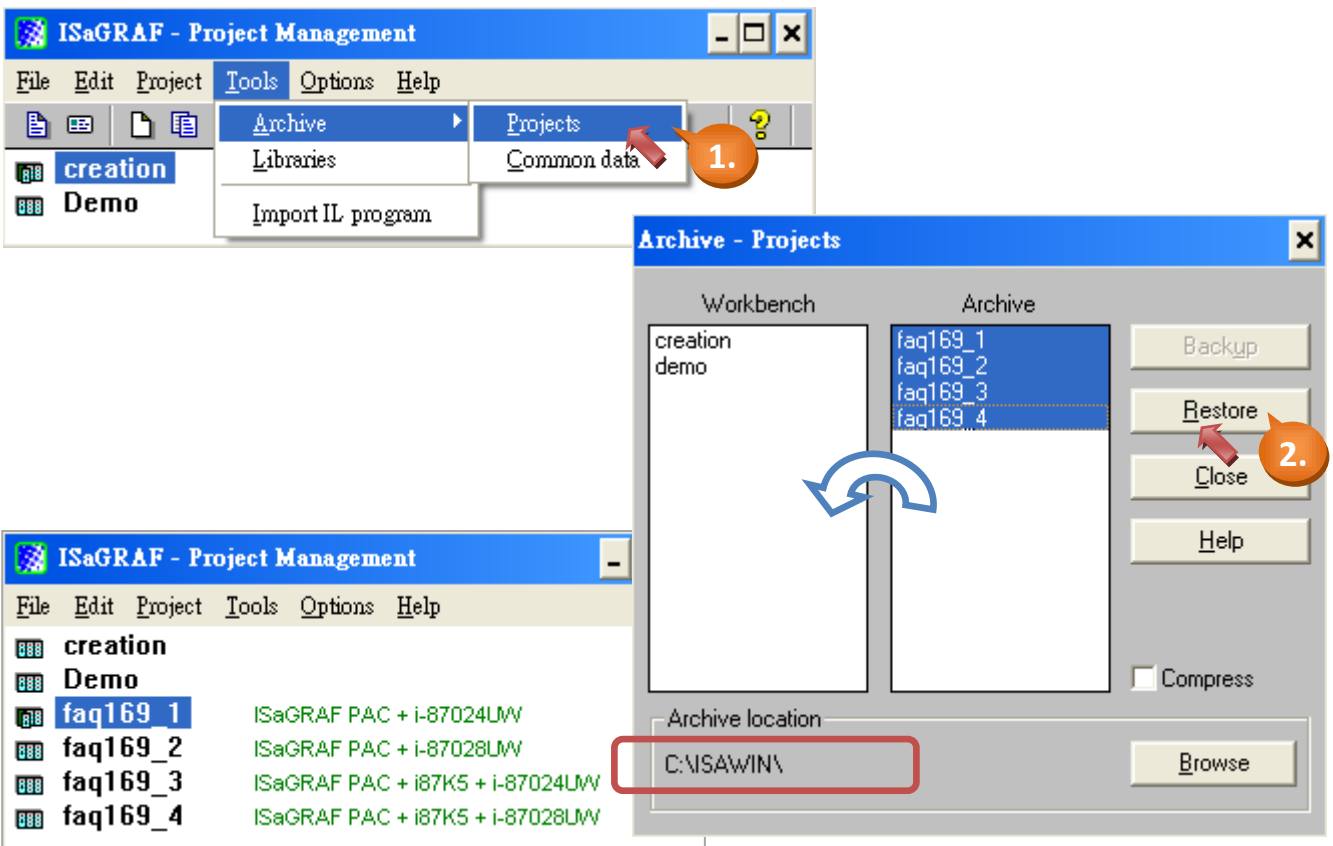 ISaGRAF - Project Management
File Edit Project Tools Options Help
Archive
Libraries
Import IL program
Projects
Common data
1.
creation
Demo
Archive - Projects
Workbench
Archive
creation
demo
faq169_1
faq169_2
faq169_3
faq169_4
Backup
Restore
2.
Close
Help
Compress
Archive location
C:\ISAWIN\
Browse
ISaGRAF - Project Management
File Edit Project Tools Options Help
creation
Demo
faq169_1 ISaGRAF PAC + i-87024UW
faq169_2 ISaGRAF PAC + i-87028UW
faq169_3 ISaGRAF PAC + i87K5 + i-87024UW
faq169_4 ISaGRAF PAC + i87K5 + i-87028UW